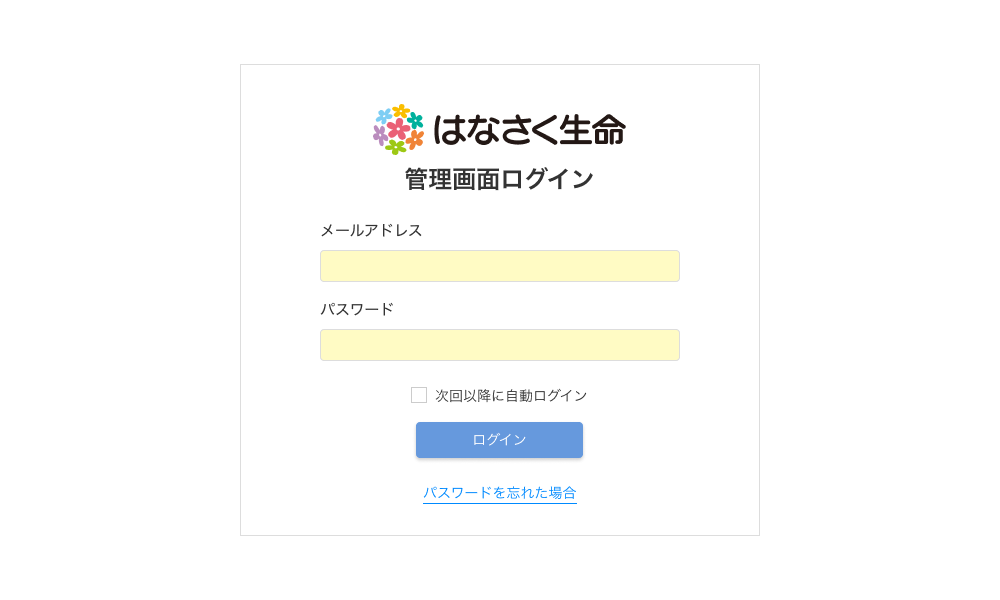 はなさく生命
管理画面ログイン
メールアドレス
パスワード
次回以降に自動ログイン
ログイン
パスワードを忘れた場合